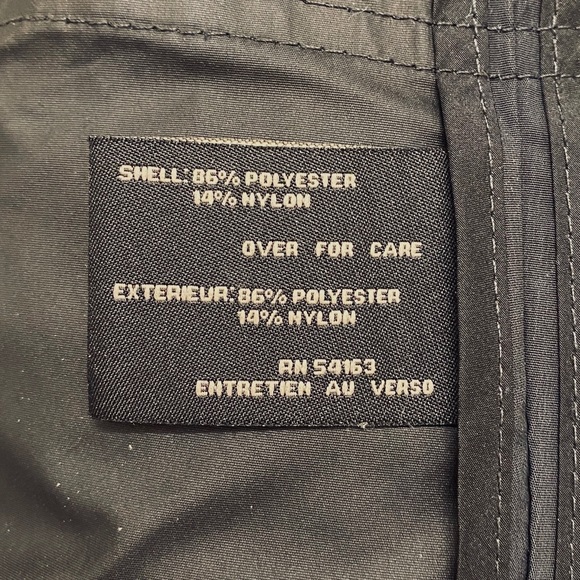 SHELL: 86% POLYESTER
14% NYLON
OVER FOR CARE
EXTERIEUR: 86% POLYESTER
14% NYLON
RN 54163
ENTRETIEN AU VERSO